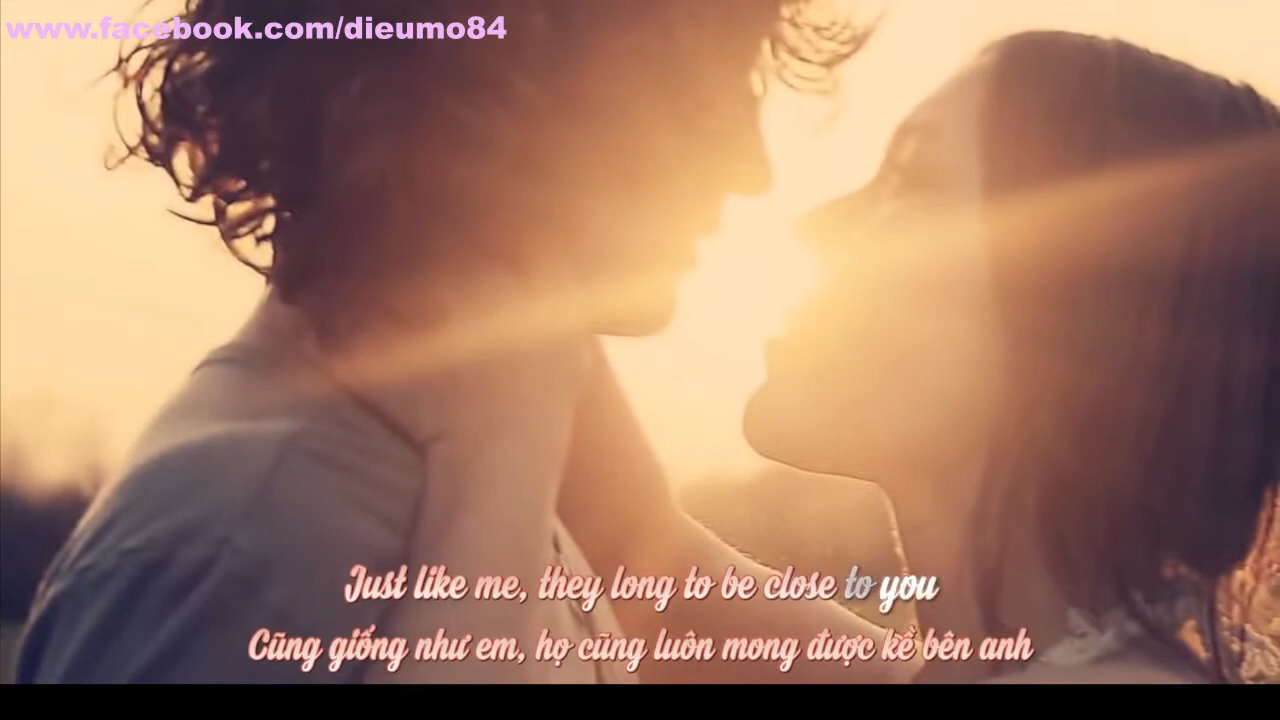 www.facebook.com/dieumo84
Just like me, they long to be close to you
Cũng giống như em, họ cũng luôn mong được kề bên anh